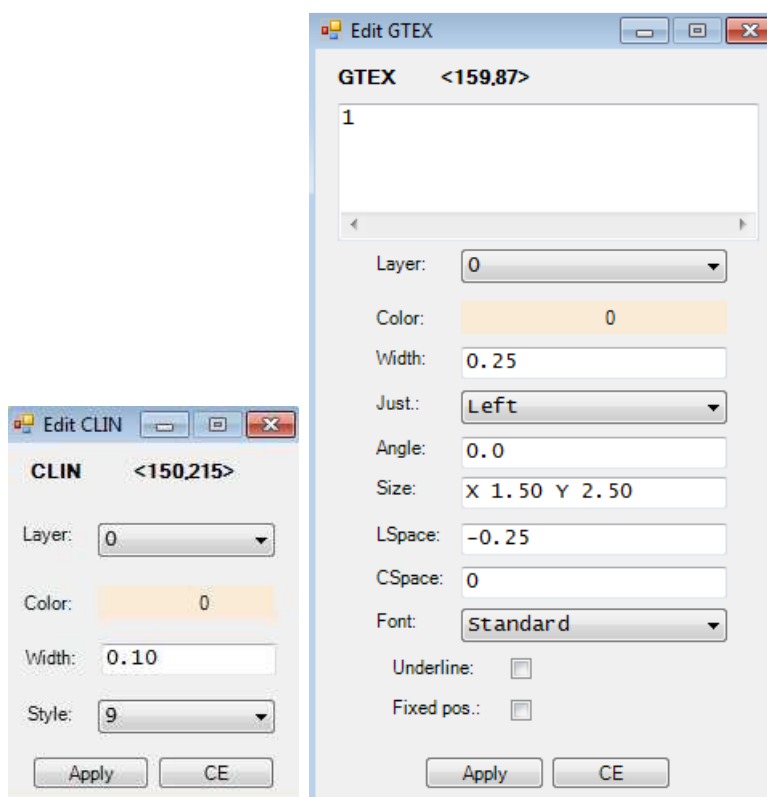 Edit GTEX
GTEX <159,87>
1
Layer: 0
Color: 0
Width: 0.25
Just.: Left
Angle: 0.0
Size: X 1.50 Y 2.50
LSpace: -0.25
CSpace: 0
Font: Standard
Underline:
Fixed pos.:
Apply CE
Edit CLIN
CLIN <150,215>
Layer: 0
Color: 0
Width: 0.10
Style: 9
Apply CE